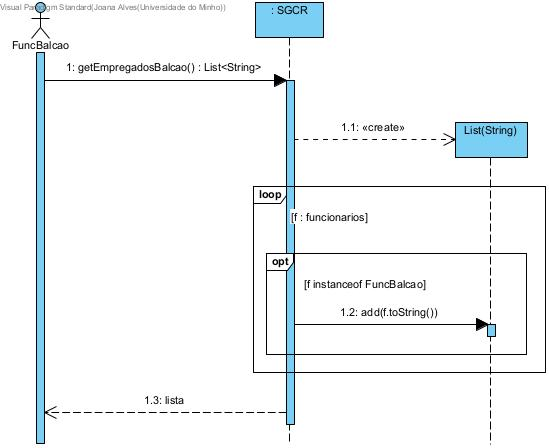 Visual Paradigm Standard(Joana Alves(Universidade do Minho))
: SGCR
FuncBalcao
1: getEmpregadosBalcao() : List<String>
1.1: «create»
List(String)
loop
[f : funcionarios]
opt
[f instanceof FuncBalcao]
1.2: add(f.toString())
1.3: lista